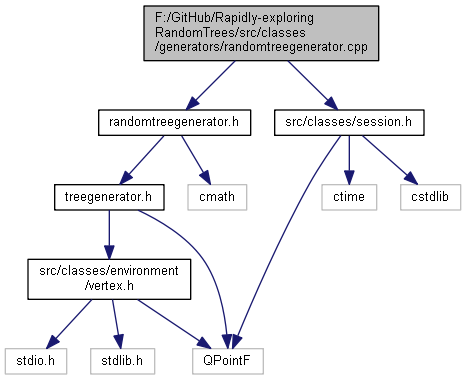 F:/GitHub/Rapidly-exploring
RandomTrees/src/classes
/generators/randomtreegenerator.cpp
randomtreegenerator.h
src/classes/session.h
treegenerator.h
cmath
ctime
cstdlib
src/classes/environment
/vertex.h
stdio.h
stdlib.h
QPointF